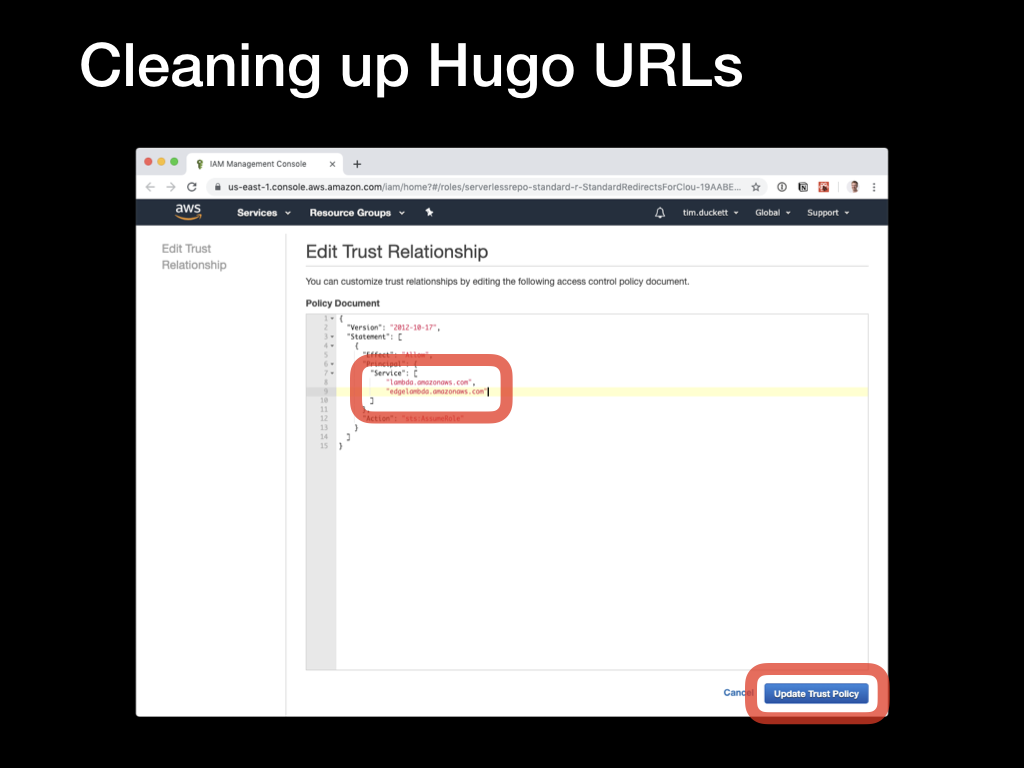 Cleaning up Hugo URLs
IAM Management Console
us-east-1.console.aws.amazon.com/iam/home?#/roles/serverlessrepo-standard-r-StandardRedirectsForClou-19AABE...
aws Services Resource Groups tim.duckett Global Support
Edit Trust
Relationship
Edit Trust Relationship
You can customize trust relationships by editing the following access control policy document.
Policy Document
1 {
2 "Version": "2012-10-17",
3 "Statement": [
4 {
5 "Effect": "Allow",
6 "Principal": {
7 "Service": [
8 "lambda.amazonaws.com",
9 "edgelambda.amazonaws.com"
10 ]
11 },
12 "Action": "sts:AssumeRole"
13 }
14 ]
15 }
Cancel Update Trust Policy